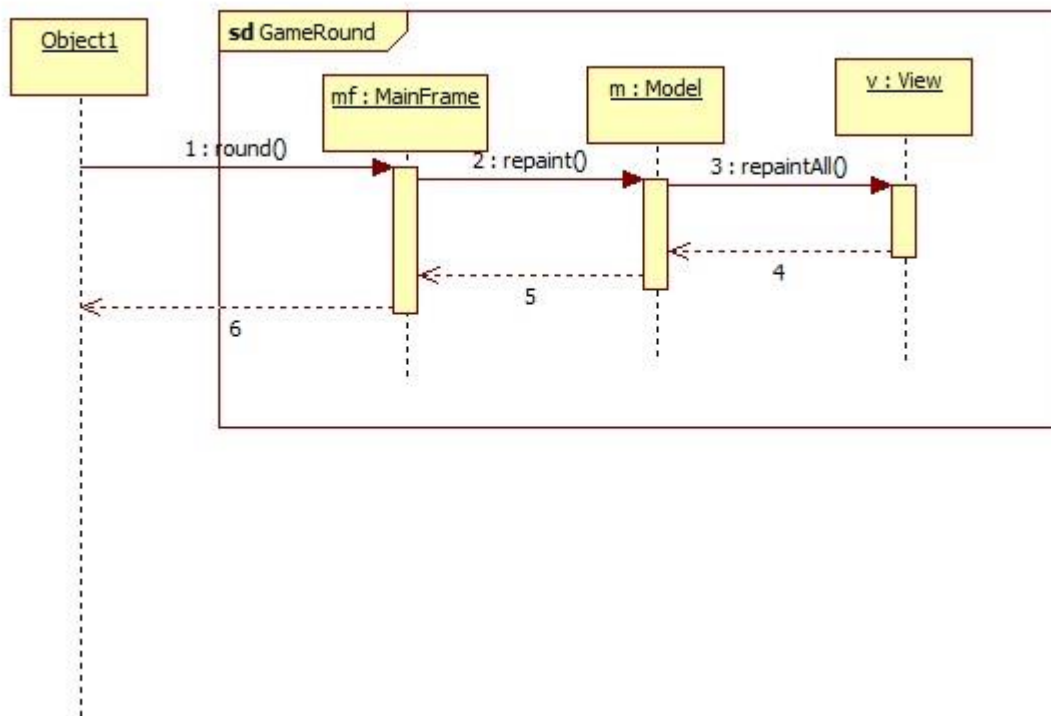 Object1
sd GameRound
mf : MainFrame
m : Model
v : View
1 : round()
2 : repaint()
3 : repaintAll()
4
5
6